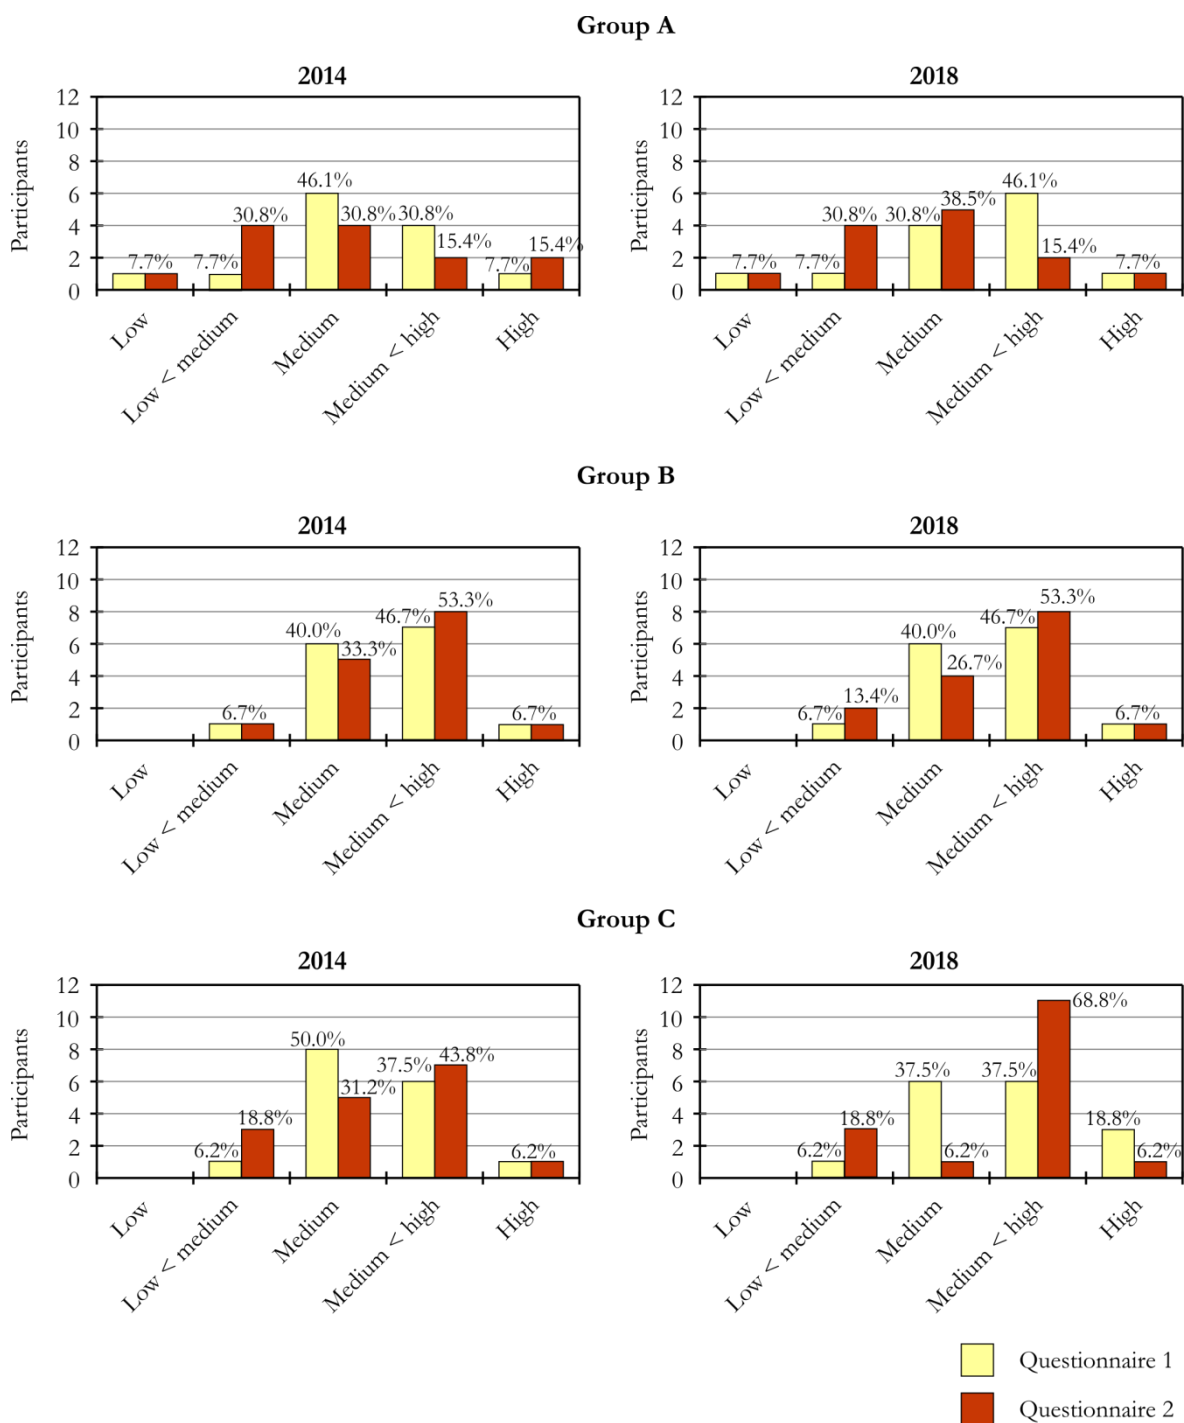 Group A
2014
2018
Participants
12
10
8
6
4
2
0
7.7%
7.7%
30.8%
46.1%
30.8%
30.8%
15.4%
7.7%
15.4%
Low
Low < medium
Medium
Medium < high
High
Participants
12
10
8
6
4
2
0
7.7%
7.7%
30.8%
30.8%
38.5%
46.1%
15.4%
7.7%
Low
Low < medium
Medium
Medium < high
High
Group B
2014
2018
Participants
12
10
8
6
4
2
0
6.7%
40.0%
33.3%
46.7%
53.3%
6.7%
Low
Low < medium
Medium
Medium < high
High
Participants
12
10
8
6
4
2
0
6.7%
13.4%
40.0%
26.7%
46.7%
53.3%
6.7%
Low
Low < medium
Medium
Medium < high
High
Group C
2014
2018
Participants
12
10
8
6
4
2
0
6.2%
18.8%
50.0%
31.2%
37.5%
43.8%
6.2%
Low
Low < medium
Medium
Medium < high
High
Participants
12
10
8
6
4
2
0
6.2%
18.8%
37.5%
6.2%
37.5%
68.8%
18.8%
6.2%
Low
Low < medium
Medium
Medium < high
High
Questionnaire 1
Questionnaire 2